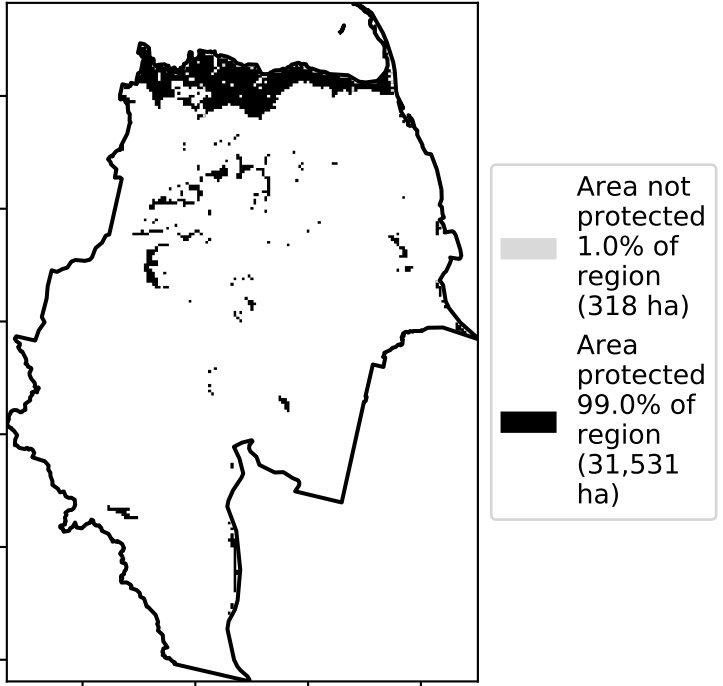 Area not
protected
1.0% of
region
(318 ha)
Area
protected
99.0% of
region
(31,531
ha)